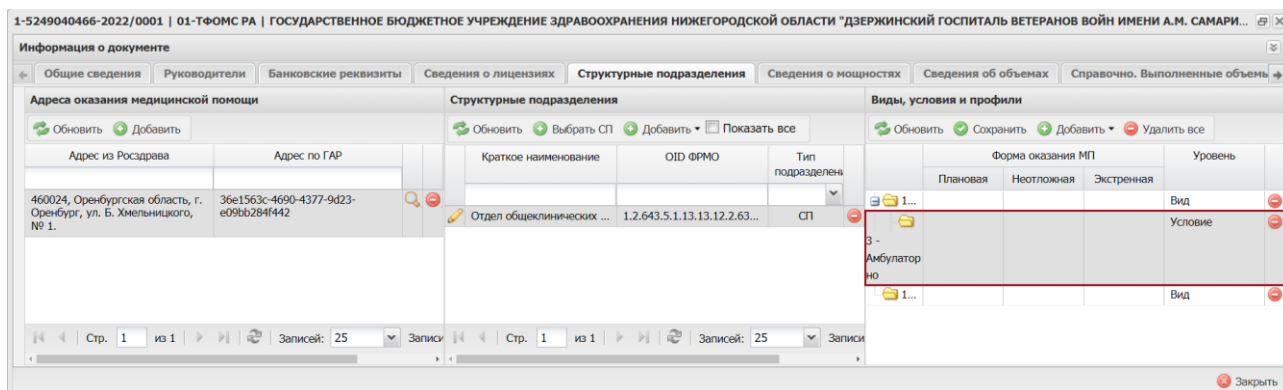 1-5249040466-2022/0001 | 01-ТФОМС РА | ГОСУДАРСТВЕННОЕ БЮДЖЕТНОЕ УЧРЕЖДЕНИЕ ЗДРАВООХРАНЕНИЯ НИЖЕГОРОДСКОЙ ОБЛАСТИ "ДЗЕРЖИНСКИЙ ГОСПИТАЛЬ ВЕТЕРАНОВ ВОЙН ИМЕНИ А.М. САМАРИ...
Информация о документе
Общие сведения Руководители Банковские реквизиты Сведения о лицензиях Структурные подразделения Сведения о мощностях Сведения об объемах Справочно. Выполненные объемы
Адреса оказания медицинской помощи
Обновить Добавить
Адрес из Росздрава Адрес по ГАР
460024, Оренбургская область, г. Оренбург, ул. Б. Хмельницкого, № 1.
36e1563c-4690-4377-9d23-e09bb284f442
Стр. 1 из 1 Записей: 25 Записи
Структурные подразделения
Обновить Выбрать СП Добавить Показать все
Краткое наименование OID ФРМО Тип подразделени
Отдел общеклинических ... 1.2.643.5.1.13.13.12.2.63... СП
Стр. 1 из 1 Записей: 25 Записи
Виды, условия и профили
Обновить Сохранить Добавить Удалить все
Форма оказания МП Уровень
Плановая Неотложная Экстренная
1... Вид
3 - Амбулаторно Условие
1... Вид
Закрыть